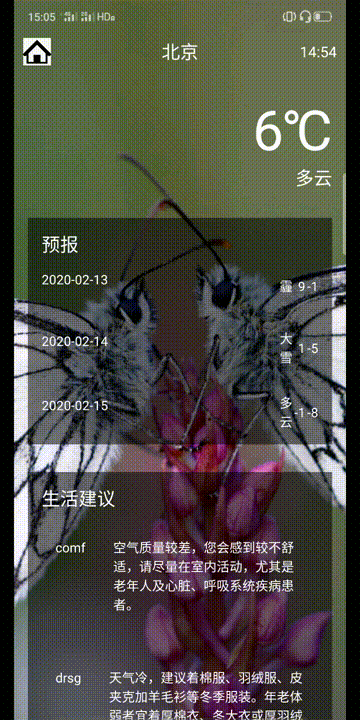 15:05 HD
北京 14:54
6℃
多云
预报
2020-02-13 霾 9 -1
2020-02-14 大雪 1 -5
2020-02-15 多云 -1 -8
生活建议
comf 空气质量较差，您会感到较不舒
适，请尽量在室内活动，尤其是
老年人及心脏、呼吸系统疾病患
者。
drsg 天气冷，建议着棉服、羽绒服、皮
夹克加羊毛衫等冬季服装。年老体
弱者宜着厚棉衣、冬大衣或厚羽绒